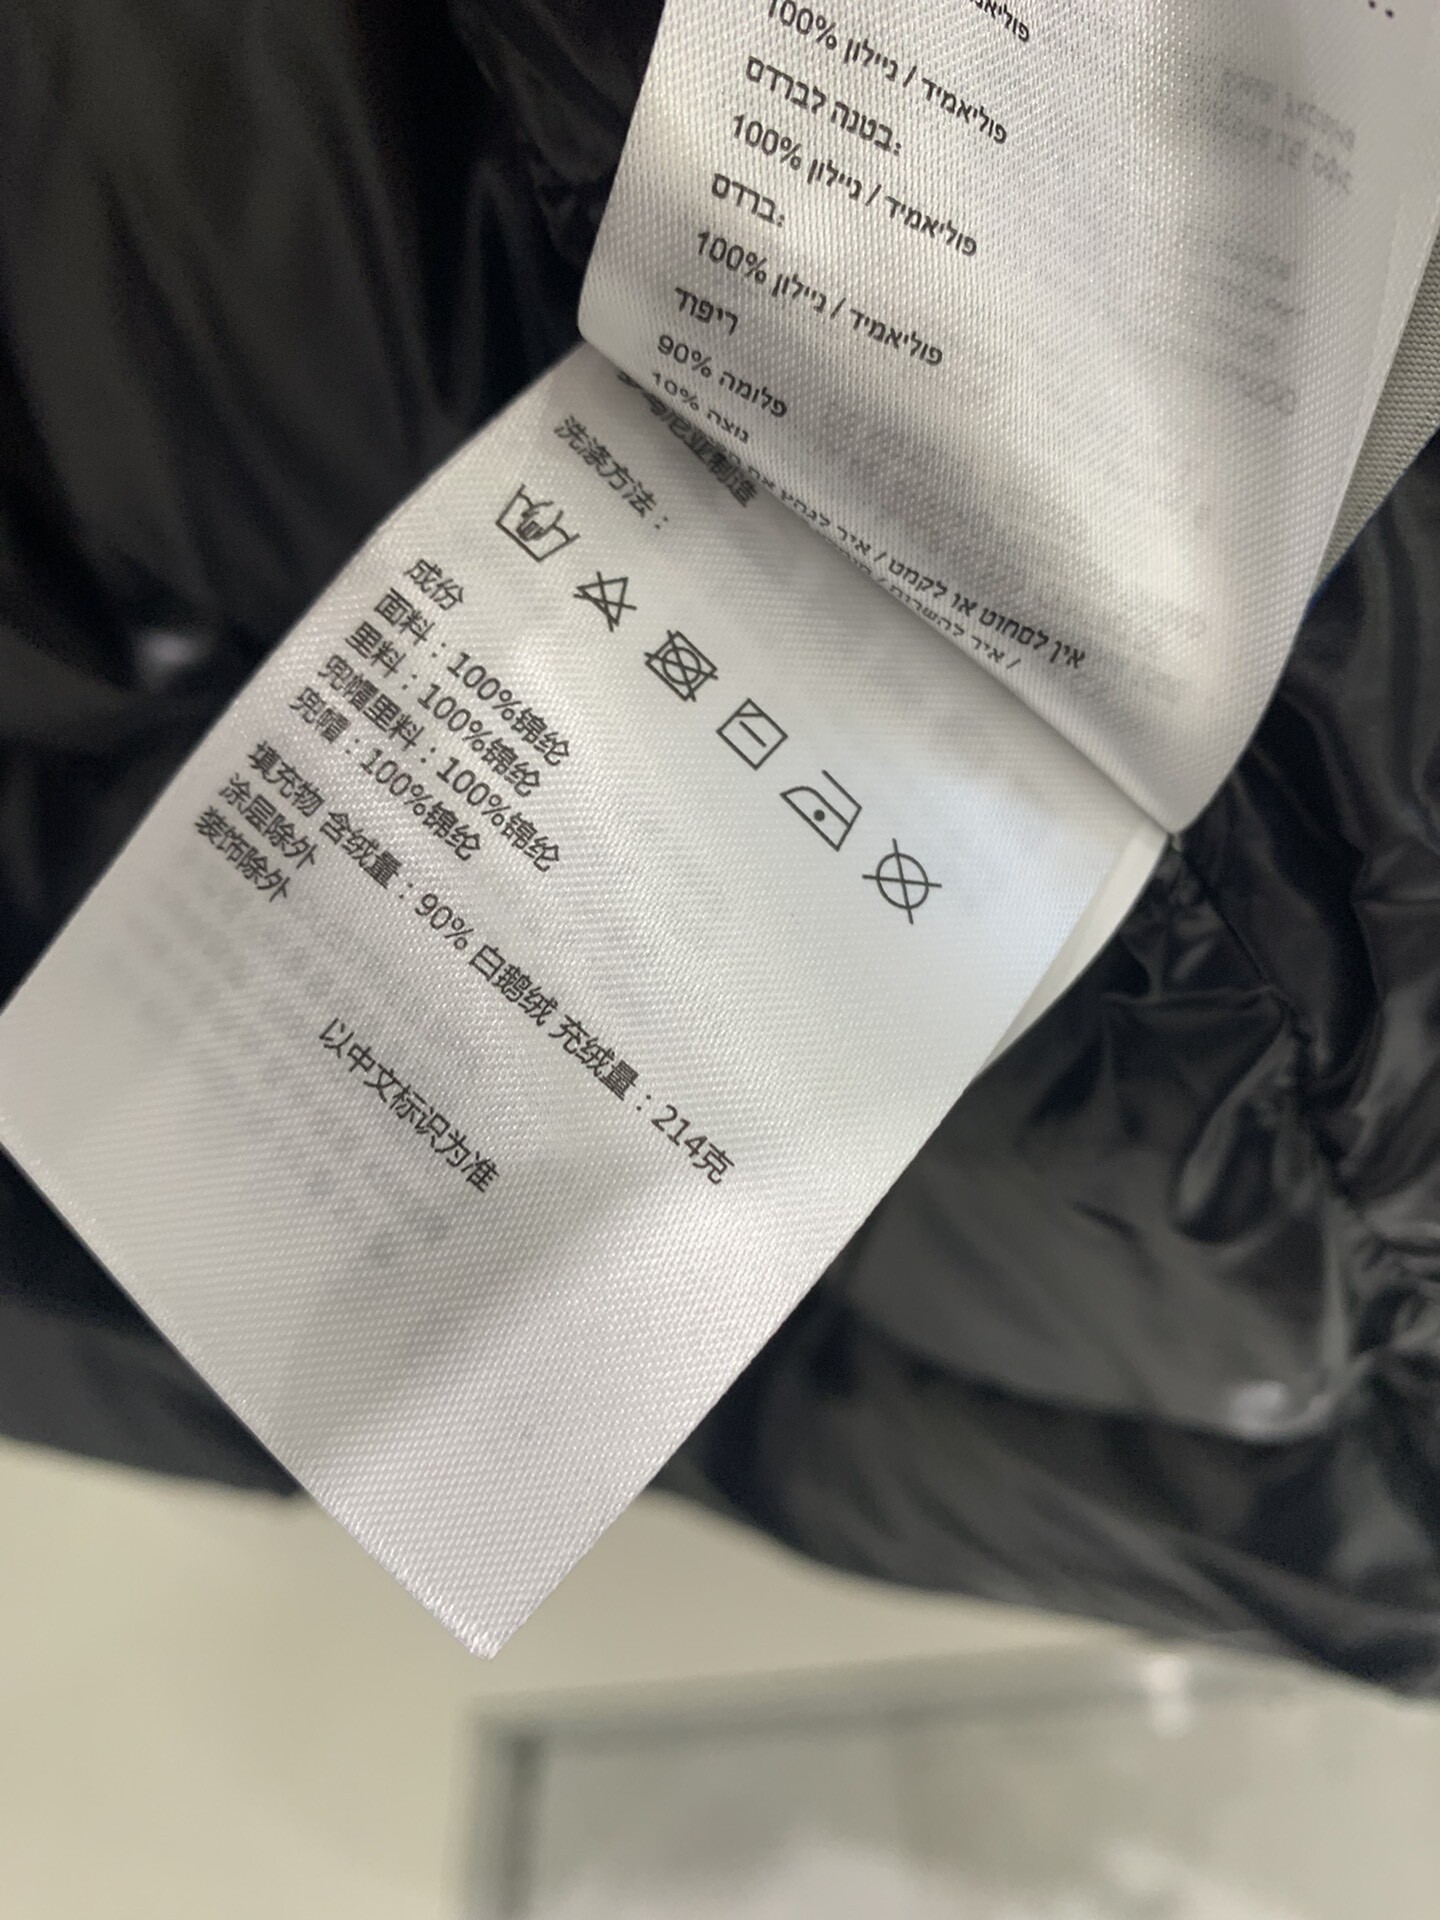 100% פוליאמיד / ניילון
בטנה לברדם:
100% פוליאמיד / ניילון
ברדם:
100% פוליאמיד / ניילון
ריפוד
90% פלומה
10% נוצה
אין לסחוט או לקמט /
制造
洗涤方法：
成份
面料：100%锦纶
里料：100%锦纶
兜帽里料：100%锦纶
兜帽：100%锦纶
填充物 含绒量：90% 白鹅绒 充绒量：214克
涂层除外
装饰除外
以中文标识为准